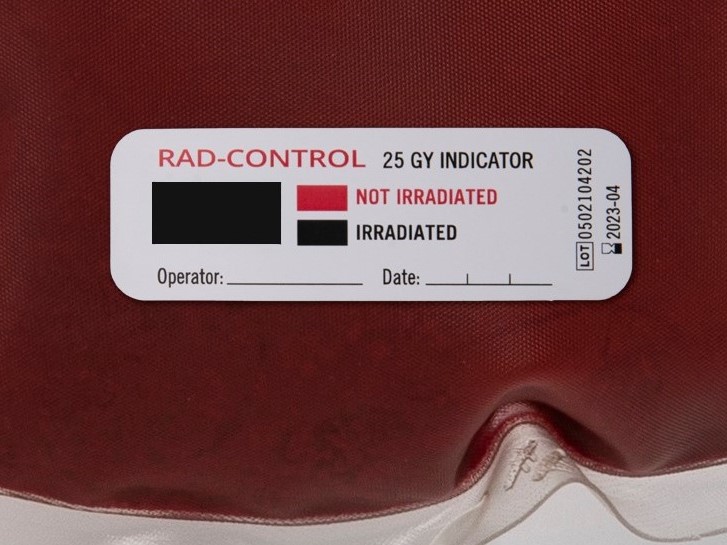 RAD-CONTROL 25 GY INDICATOR
NOT IRRADIATED
IRRADIATED
Operator:
Date:
LOT 0502104202
2023-04